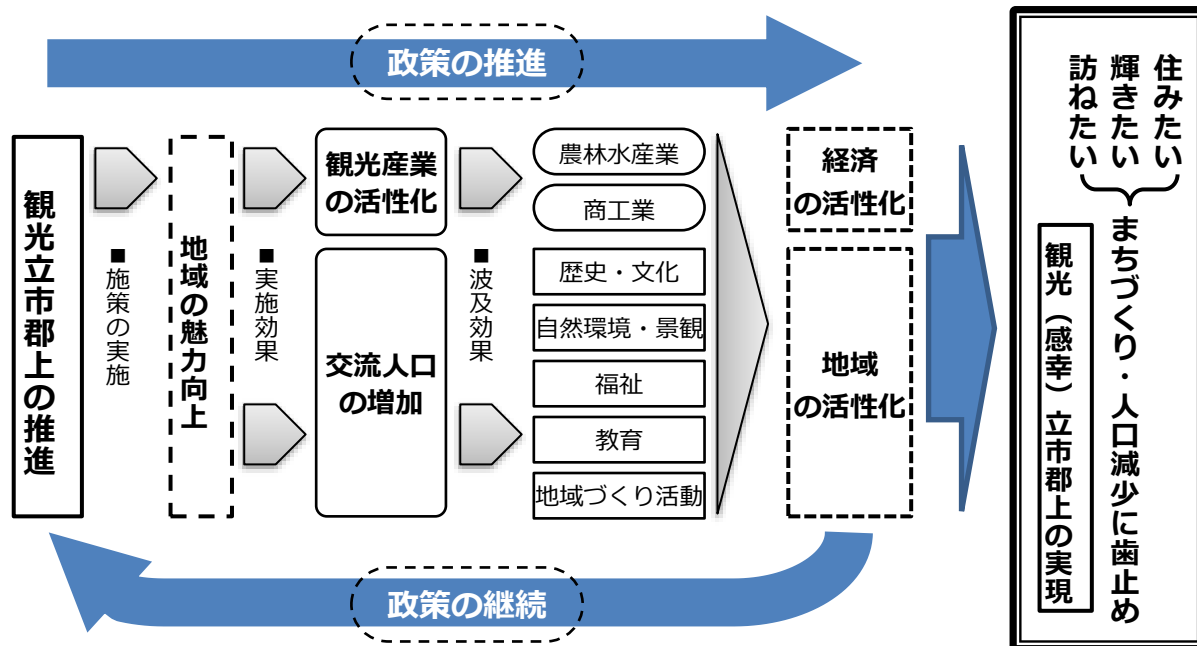 政策の推進
観光立市郡上の推進
■施策の実施
地域の魅力向上
■実施効果
観光産業
の活性化
交流人口
の増加
■波及効果
農林水産業
商工業
歴史・文化
自然環境・景観
福祉
教育
地域づくり活動
経済
の活性化
地域
の活性化
住みたい
輝きたい
訪ねたい
まちづくり・人口減少に歯止め
観光（感幸）立市郡上の実現
政策の継続